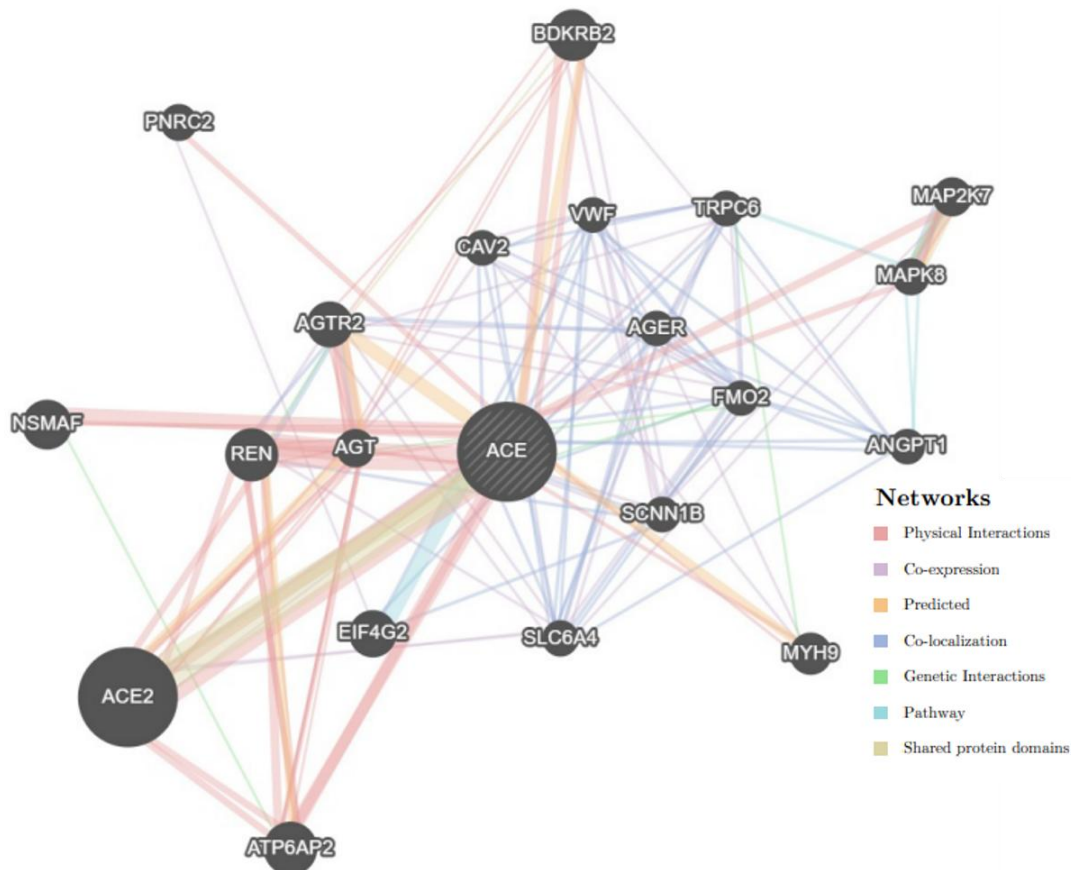 BDKRB2
PNRC2
MAP2K7
VWF
TRPC6
CAV2
MAPK8
AGTR2
AGER
FMO2
NSMAF
REN
AGT
ACE
ANGPT1
SCNN1B
EIF4G2
SLC6A4
MYH9
ACE2
ATP6AP2
Networks
Physical Interactions
Co-expression
Predicted
Co-localization
Genetic Interactions
Pathway
Shared protein domains